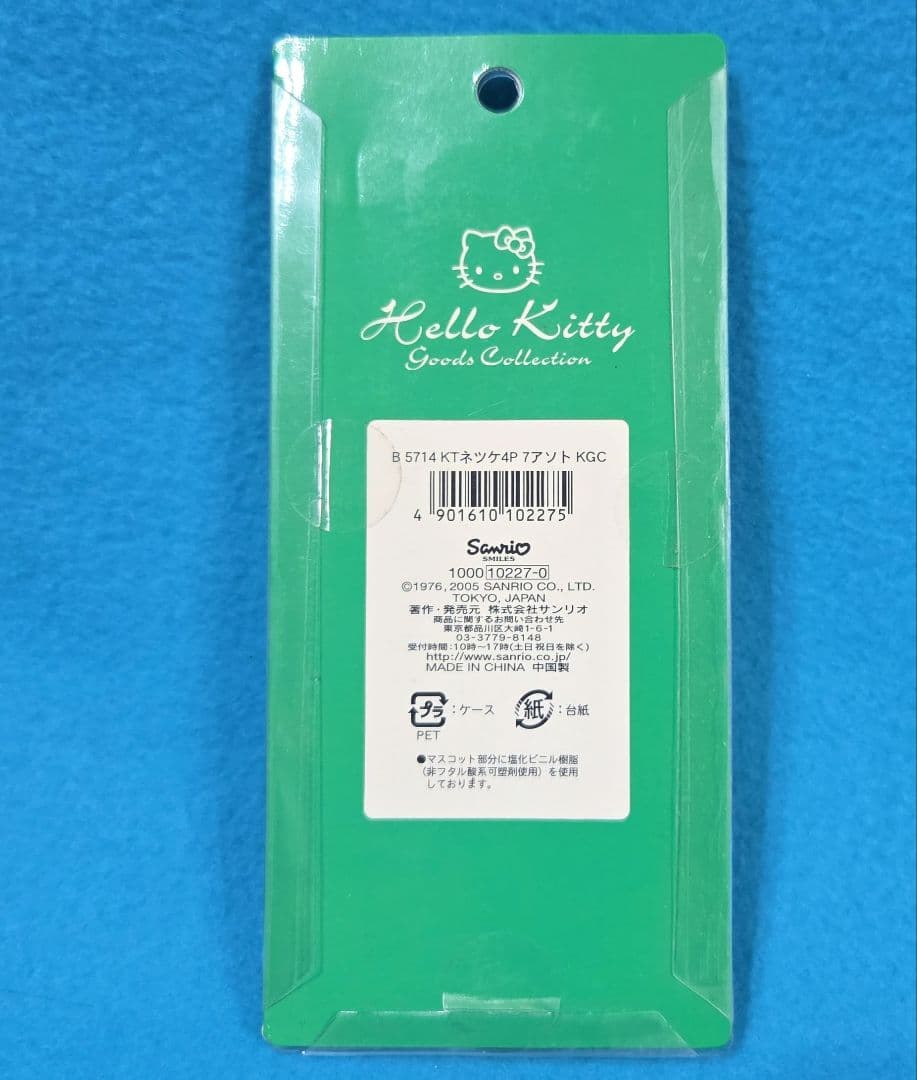 Hello Kitty
Goods Collection
B 5714 KTネツケ4P 7アソト KGC
4 901610 102275
Sanrio
SMILES
1000 10227-0
©1976, 2005 SANRIO CO., LTD.
TOKYO, JAPAN
著作・発売元 株式会社サンリオ
商品に関するお問い合わせ先
東京都品川区大崎1-6-1
03-3779-8148
受付時間:10時〜17時(土日祝日を除く)
http://www.sanrio.co.jp/
MADE IN CHINA 中国製
プラ:ケース 紙:台紙
PET
●マスコット部分に塩化ビニル樹脂
(非フタル酸系可塑剤使用)を使用
しております。